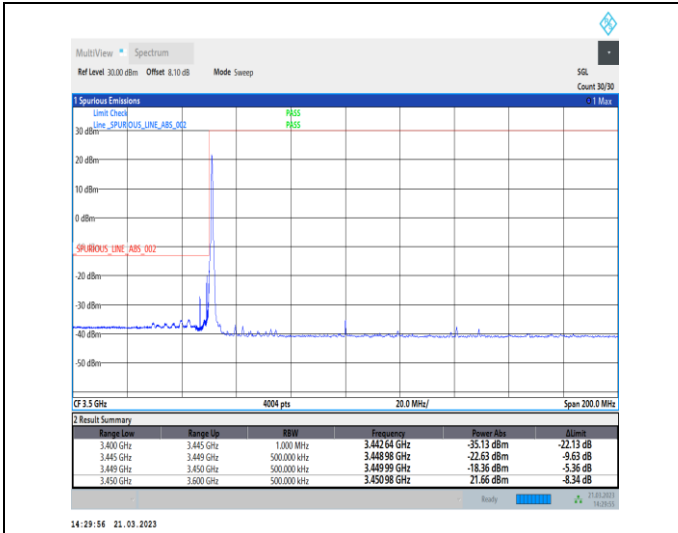 MultiView Spectrum
Ref Level 30.00 dBm Offset 8.10 dB Mode Sweep SGL
Count 30/30
1 Spurious Emissions 1 Max
Limit Check PASS
Line _SPURIOUS_LINE_ABS_002 PASS
30 dBm
20 dBm
10 dBm
0 dBm
_SPURIOUS_LINE_ABS_002
-20 dBm
-30 dBm
-40 dBm
-50 dBm
CF 3.5 GHz 4004 pts 20.0 MHz/ Span 200.0 MHz
2 Result Summary
Range Low Range Up RBW Frequency Power Abs ΔLimit
3.400 GHz 3.445 GHz 1.000 MHz 3.442 64 GHz -35.13 dBm -22.13 dB
3.445 GHz 3.449 GHz 500.000 kHz 3.448 98 GHz -22.63 dBm -9.63 dB
3.449 GHz 3.450 GHz 500.000 kHz 3.449 99 GHz -18.36 dBm -5.36 dB
3.450 GHz 3.600 GHz 500.000 kHz 3.450 98 GHz 21.66 dBm -8.34 dB
Ready 21.03.2023
14:29:55
14:29:56 21.03.2023